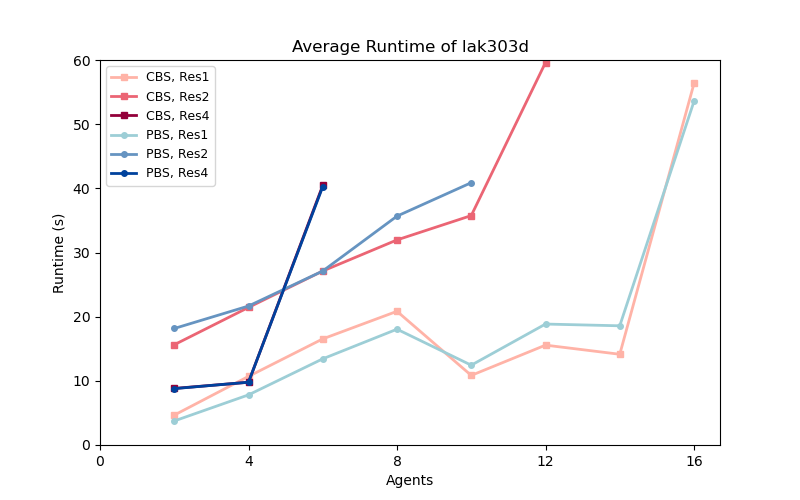 Average Runtime of lak303d
60
50
40
30
20
10
0
Runtime (s)
CBS, Res1
CBS, Res2
CBS, Res4
PBS, Res1
PBS, Res2
PBS, Res4
0 4 8 12 16
Agents